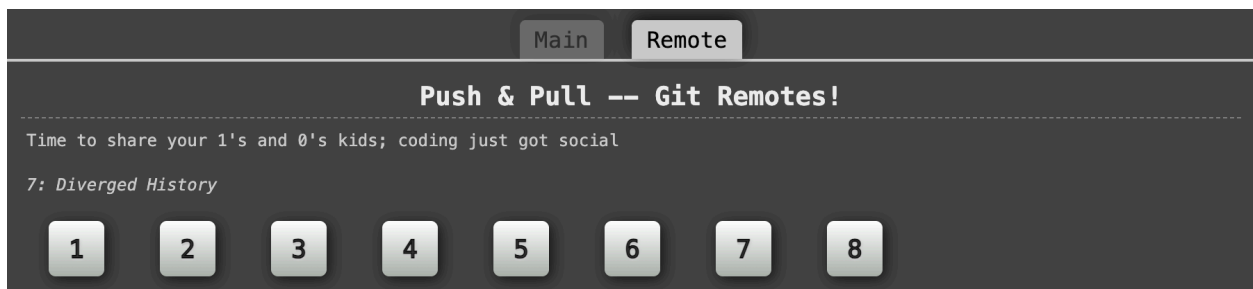 Main Remote
Push & Pull -- Git Remotes!
Time to share your 1's and 0's kids; coding just got social
7: Diverged History
1 2 3 4 5 6 7 8